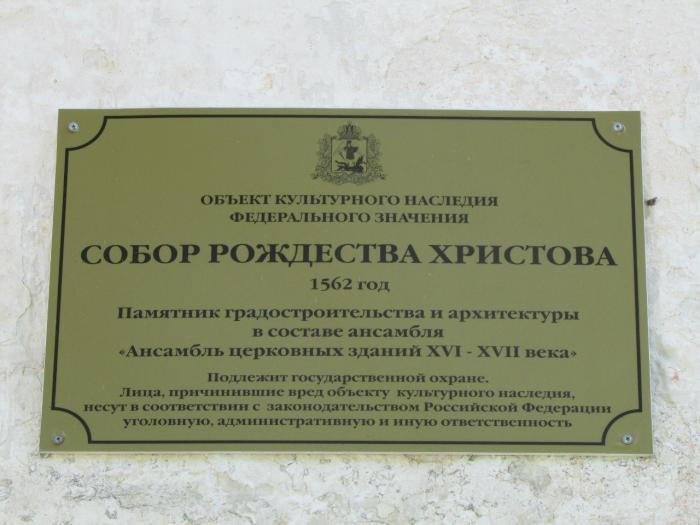 ОБЪЕКТ КУЛЬТУРНОГО НАСЛЕДИЯ
ФЕДЕРАЛЬНОГО ЗНАЧЕНИЯ
СОБОР РОЖДЕСТВА ХРИСТОВА
1562 год
Памятник градостроительства и архитектуры
в составе ансамбля
«Ансамбль церковных зданий XVI - XVII века»
Подлежит государственной охране.
Лица, причинившие вред объекту культурного наследия,
несут в соответствии с законодательством Российской Федерации
уголовную, административную и иную ответственность